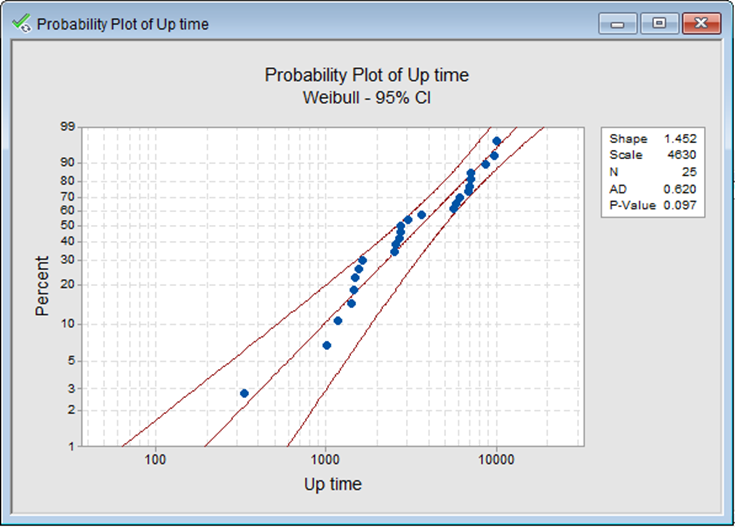 Probability Plot of Up time
Probability Plot of Up time
Weibull - 95% CI
99
90
80
70
60
50
40
30
20
10
5
3
2
1
Percent
100
1000
10000
Up time
Shape 1.452
Scale 4630
N 25
AD 0.620
P-Value 0.097